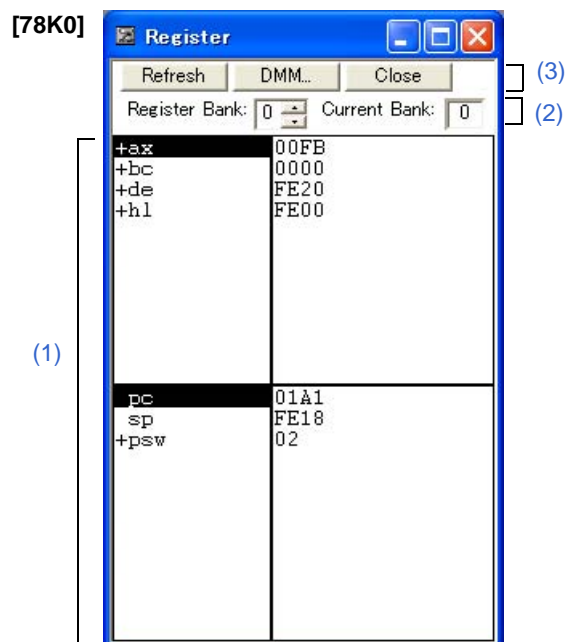 [78K0]
Register
Refresh DMM... Close
(3)
Register Bank: 0 Current Bank: 0
(2)
+ax 00FB
+bc 0000
+de FE20
+hl FE00
(1)
pc 01A1
sp FE18
+psw 02